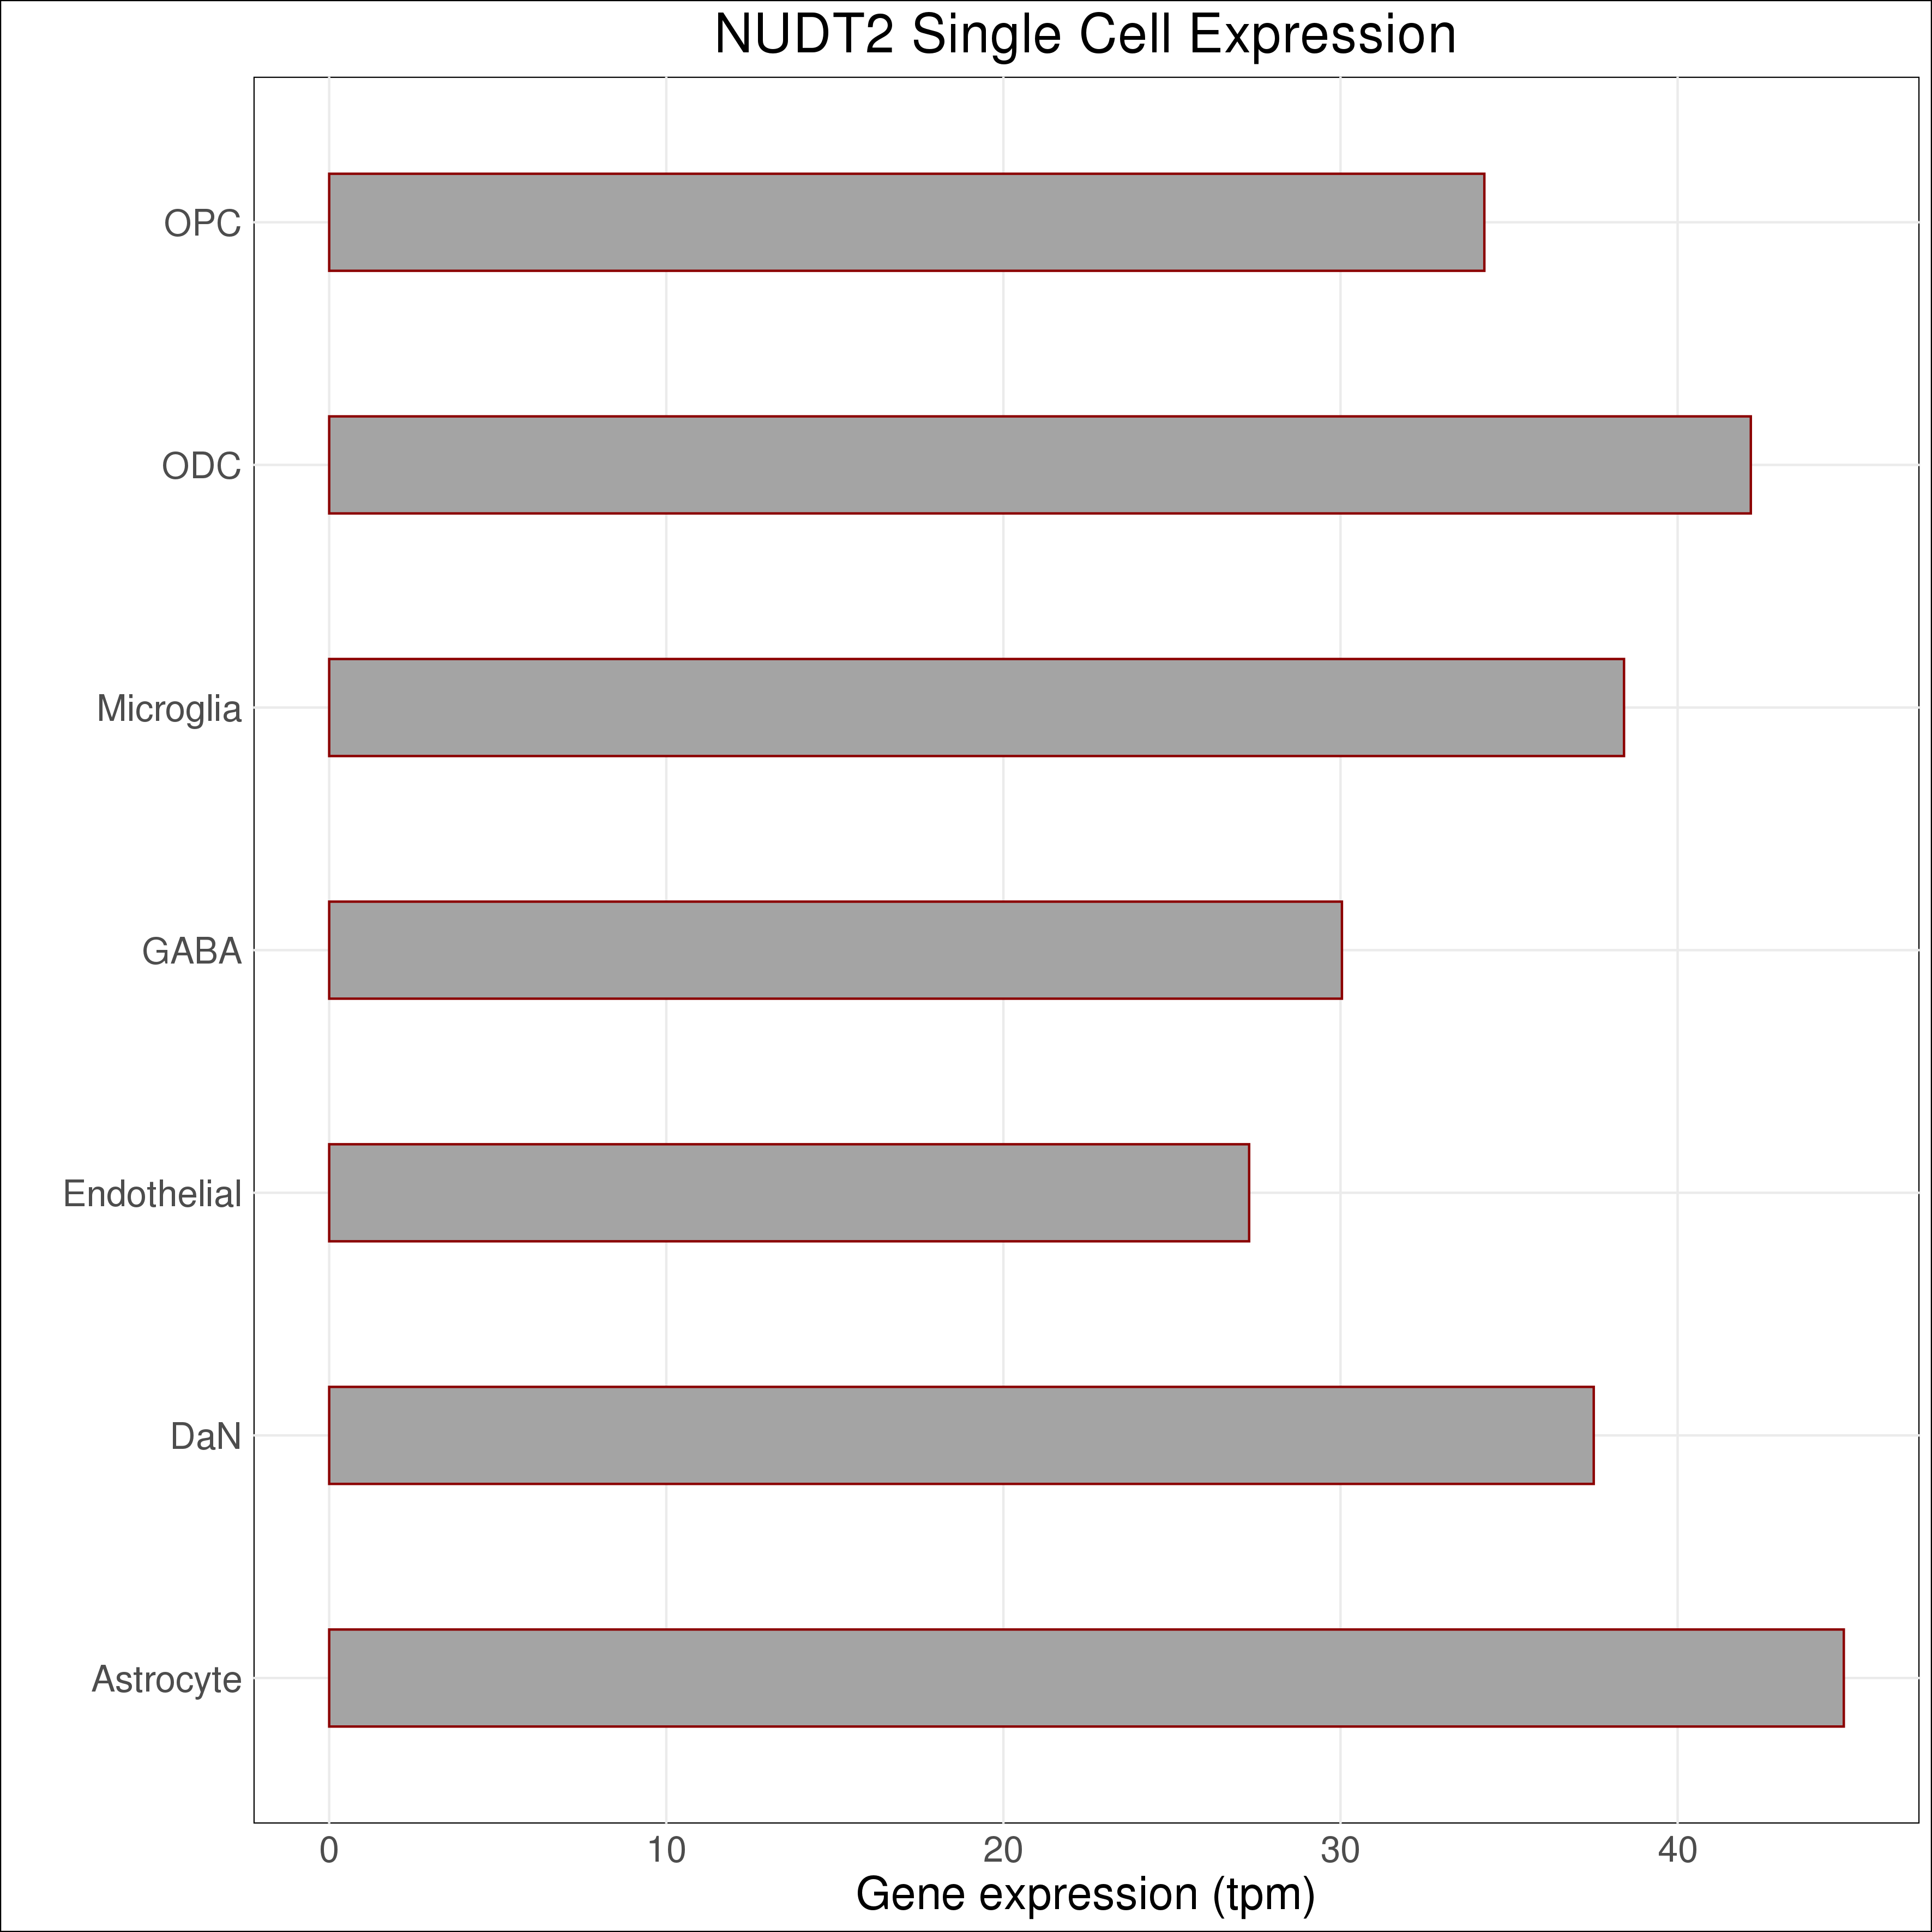 NUDT2 Single Cell Expression
OPC
ODC
Microglia
GABA
Endothelial
DaN
Astrocyte
0 10 20 30 40
Gene expression (tpm)